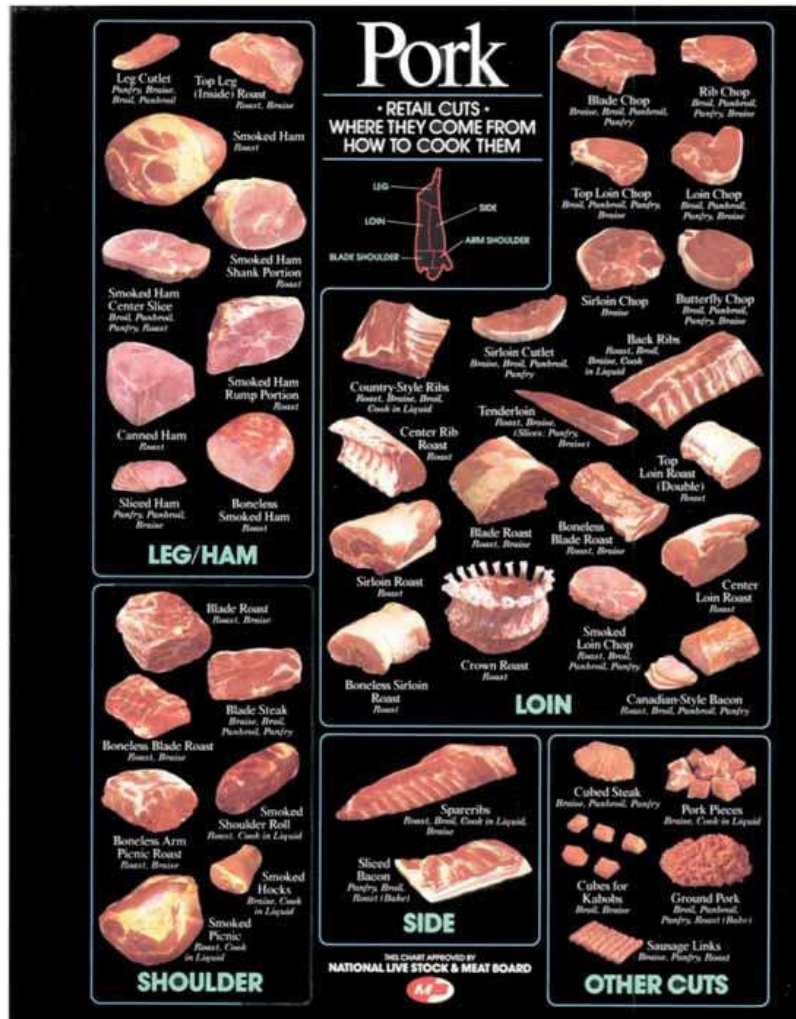 Pork
• RETAIL CUTS •
WHERE THEY COME FROM
HOW TO COOK THEM
LEG
LOIN
SIDE
ARM SHOULDER
BLADE SHOULDER
Leg Cutlet
Panfry, Braise,
Broil, Panbroil
Top Leg
(Inside) Roast
Roast, Braise
Smoked Ham
Roast
Smoked Ham
Shank Portion
Roast
Smoked Ham
Center Slice
Broil, Panbroil,
Panfry, Roast
Smoked Ham
Rump Portion
Roast
Canned Ham
Roast
Sliced Ham
Panfry, Panbroil,
Braise
Boneless
Smoked Ham
Roast
LEG/HAM
Blade Chop
Braise, Broil, Panbroil,
Panfry
Rib Chop
Broil, Panbroil,
Panfry, Braise
Top Loin Chop
Broil, Panbroil, Panfry,
Braise
Loin Chop
Broil, Panbroil,
Panfry, Braise
Sirloin Chop
Braise
Butterfly Chop
Broil, Panbroil,
Panfry, Braise
Country-Style Ribs
Roast, Braise, Broil,
Cook in Liquid
Sirloin Cutlet
Braise, Broil, Panbroil,
Panfry
Back Ribs
Roast, Broil,
Braise, Cook
in Liquid
Center Rib
Roast
Roast
Tenderloin
Roast, Braise,
(Slices: Panfry,
Braise)
Top
Loin Roast
(Double)
Roast
Blade Roast
Roast, Braise
Boneless
Blade Roast
Roast, Braise
Sirloin Roast
Roast
Center
Loin Roast
Roast
Smoked
Loin Chop
Roast, Broil,
Panbroil, Panfry
Boneless Sirloin
Roast
Roast
Crown Roast
Roast
Canadian-Style Bacon
Roast, Broil, Panbroil, Panfry
LOIN
Blade Roast
Roast, Braise
Blade Steak
Braise, Broil,
Panbroil, Panfry
Boneless Blade Roast
Roast, Braise
Smoked
Shoulder Roll
Roast, Cook in Liquid
Boneless Arm
Picnic Roast
Roast, Braise
Smoked
Hocks
Braise, Cook
in Liquid
Smoked
Picnic
Roast, Cook
in Liquid
SHOULDER
Spareribs
Roast, Broil, Cook in Liquid,
Braise
Sliced
Bacon
Panfry, Broil,
Roast (Bake)
SIDE
THIS CHART APPROVED BY
NATIONAL LIVE STOCK & MEAT BOARD
M
Cubed Steak
Braise, Panbroil, Panfry
Pork Pieces
Braise, Cook in Liquid
Cubes for
Kabobs
Broil, Braise
Ground Pork
Broil, Panbroil,
Panfry, Roast (Bake)
Sausage Links
Braise, Panfry, Roast
OTHER CUTS